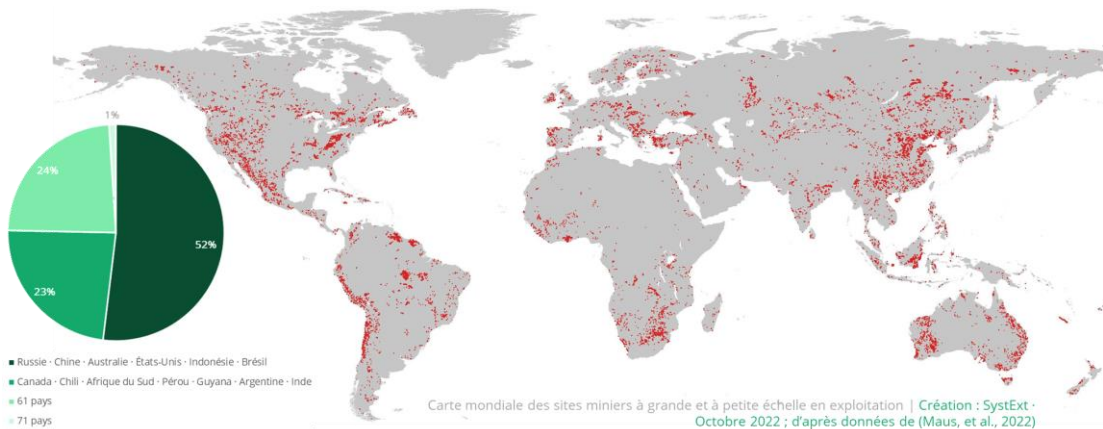 1%
24%
52%
23%
Russie · Chine · Australie · États-Unis · Indonésie · Brésil
Canada · Chili · Afrique du Sud · Pérou · Guyana · Argentine · Inde
61 pays
71 pays
Carte mondiale des sites miniers à grande et à petite échelle en exploitation | Création : SystExt ·
Octobre 2022 ; d'après données de (Maus, et al., 2022)